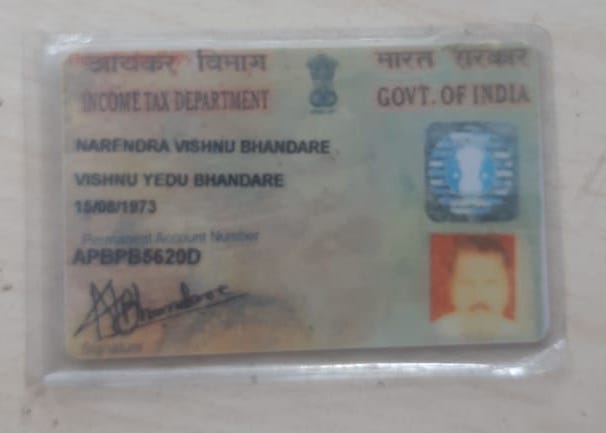 आयकर विभाग
भारत सरकार
INCOME TAX DEPARTMENT
GOVT. OF INDIA
NARENDRA VISHNU BHANDARE
VISHNU YEDU BHANDARE
15/08/1973
Permanent Account Number
APBPB5620D
Bhandare
Signature